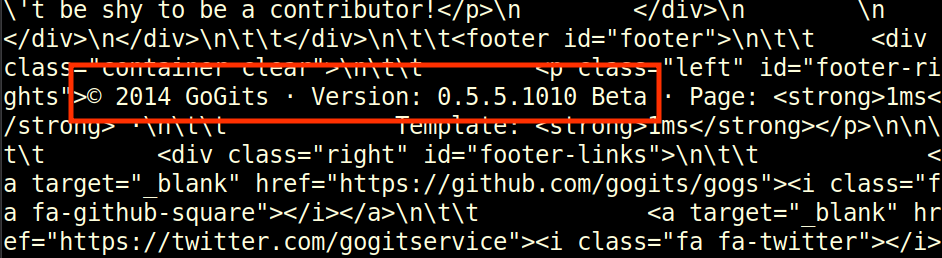 \'t be shy to be a contributor!</p>\n        </div>\n        \n
</div>\n</div>\n\t\t</div>\n\t\t<footer id="footer">\n\t\t    <div
class="container clear">\n\t\t        <p class="left" id="footer-ri
ghts">© 2014 GoGits · Version: 0.5.5.1010 Beta · Page: <strong>1ms<
/strong> ·\n\t\t            Template: <strong>1ms</strong></p>\n\n\
t\t        <div class="right" id="footer-links">\n\t\t            <
a target="_blank" href="https://github.com/gogits/gogs"><i class="f
a fa-github-square"></i></a>\n\t\t            <a target="_blank" hr
ef="https://twitter.com/gogitservice"><i class="fa fa-twitter"></i>